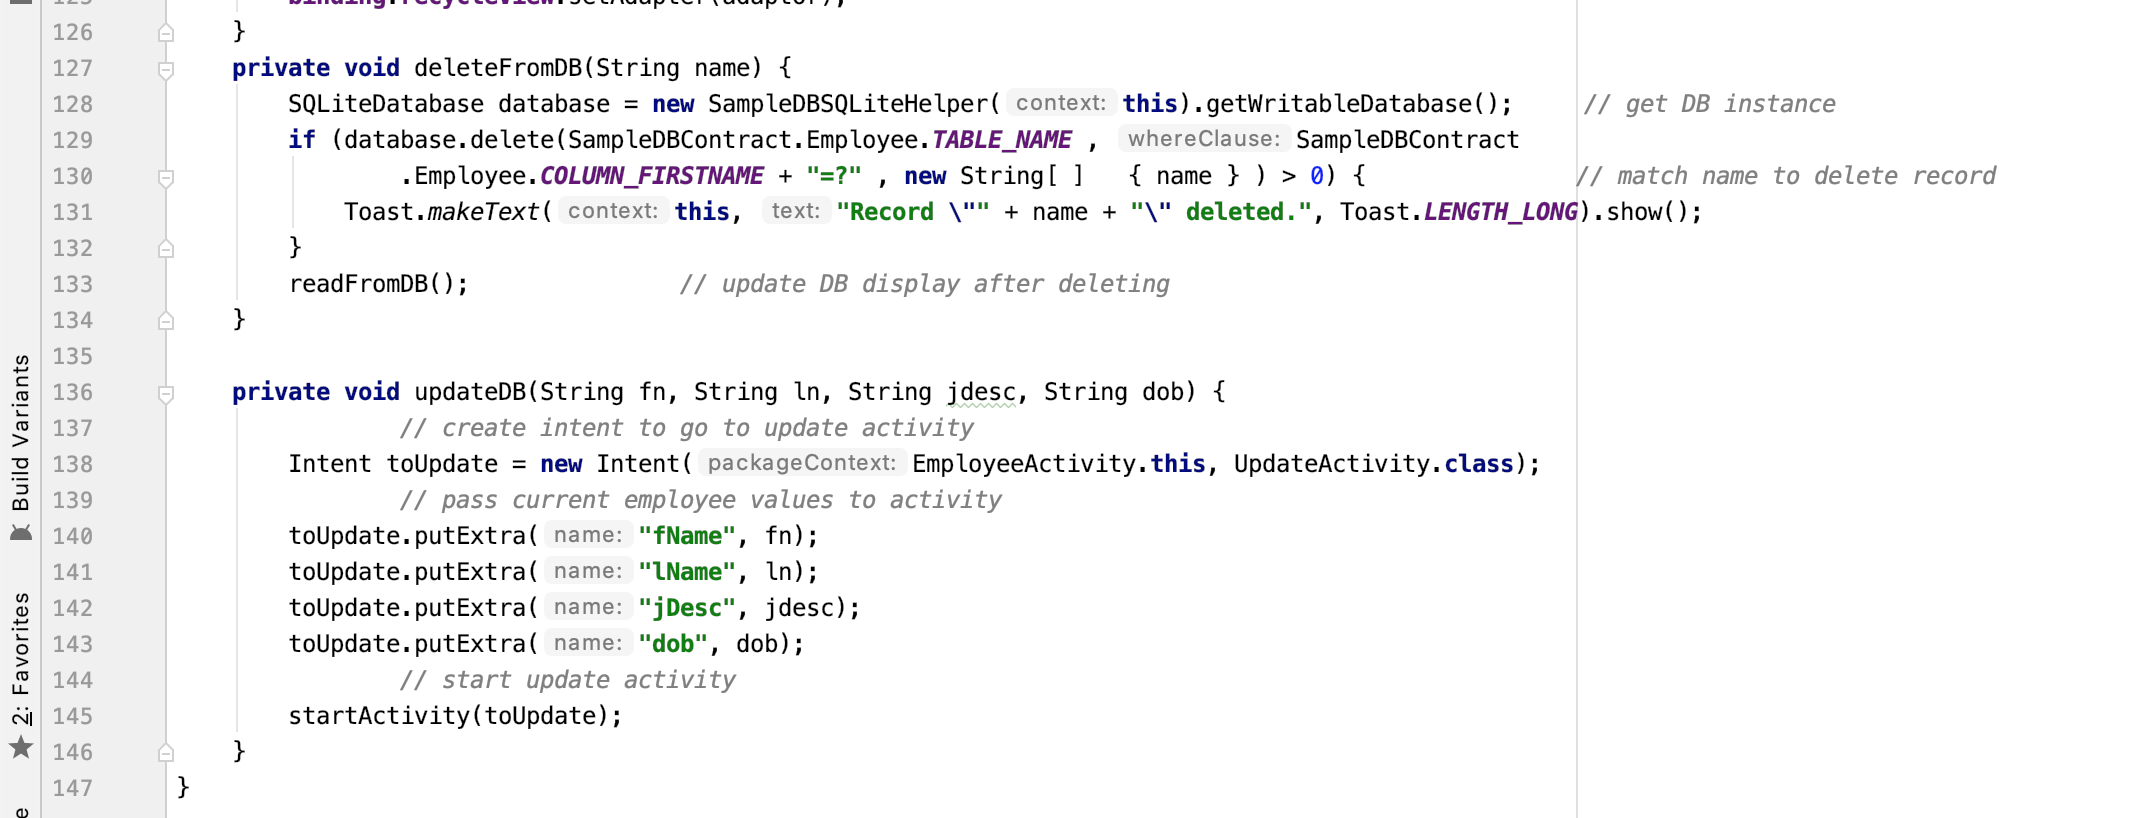 125 binding.recycleView.setAdapter(adaptor);
126 }
127 private void deleteFromDB(String name) {
128 SQLiteDatabase database = new SampleDBSQLiteHelper( context: this).getWritableDatabase(); // get DB instance
129 if (database.delete(SampleDBContract.Employee.TABLE_NAME , whereClause: SampleDBContract
130 .Employee.COLUMN_FIRSTNAME + "=?" , new String[ ] { name } ) > 0) { // match name to delete record
131 Toast.makeText( context: this, text: "Record \"" + name + "\" deleted.", Toast.LENGTH_LONG).show();
132 }
133 readFromDB(); // update DB display after deleting
134 }
135
136 private void updateDB(String fn, String ln, String jdesc, String dob) {
137 // create intent to go to update activity
138 Intent toUpdate = new Intent( packageContext: EmployeeActivity.this, UpdateActivity.class);
139 // pass current employee values to activity
140 toUpdate.putExtra( name: "fName", fn);
141 toUpdate.putExtra( name: "lName", ln);
142 toUpdate.putExtra( name: "jDesc", jdesc);
143 toUpdate.putExtra( name: "dob", dob);
144 // start update activity
145 startActivity(toUpdate);
146 }
147 }
Build Variants
2: Favorites